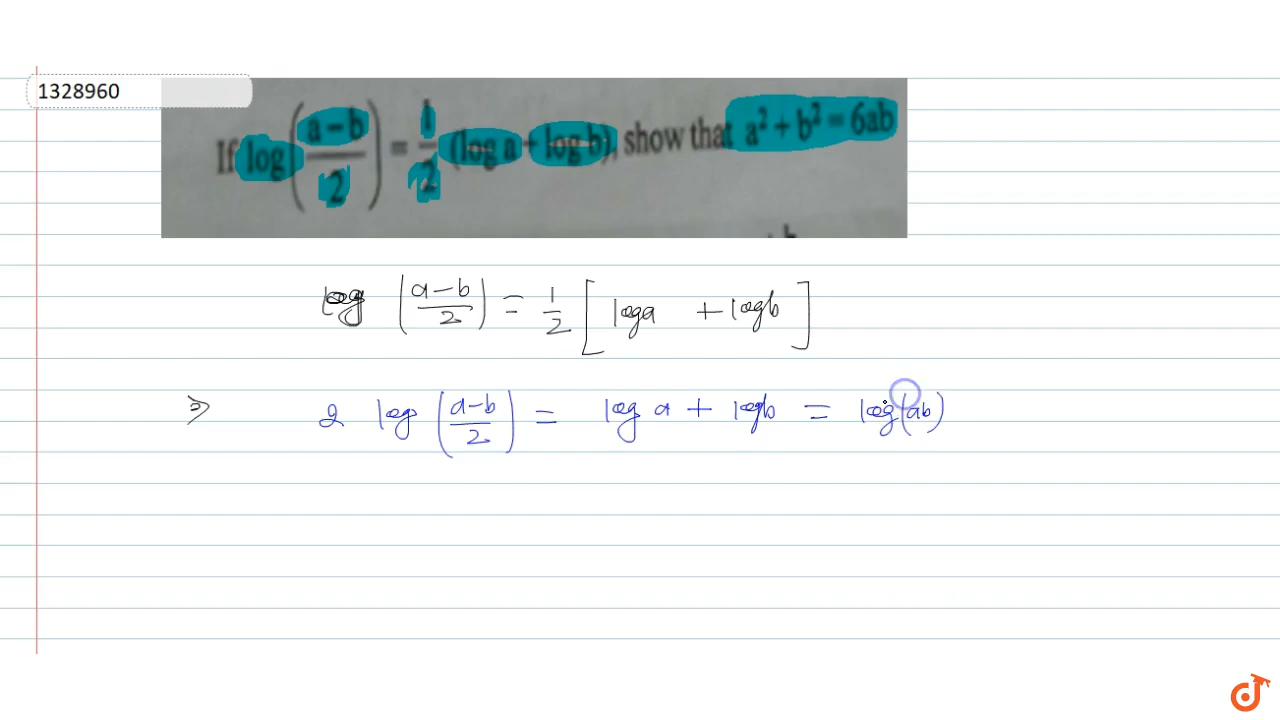 1328960
If log ((a−b)/2) = 1/2 (log a + log b), show that a² + b² = 6ab
log ((a−b)/2) = 1/2 [log a + log b]
⇒ 2 log ((a−b)/2) = log a + log b = log(ab)